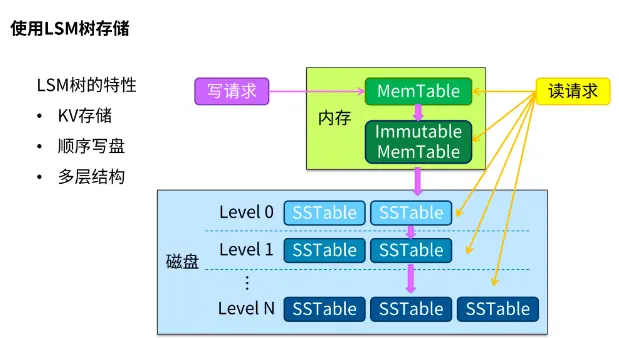 使用LSM树存储
LSM树的特性
• KV存储
• 顺序写盘
• 多层结构
写请求
MemTable
读请求
内存
Immutable
MemTable
Level 0 SSTable SSTable
磁盘
Level 1 SSTable SSTable
⋮
Level N SSTable SSTable SSTable